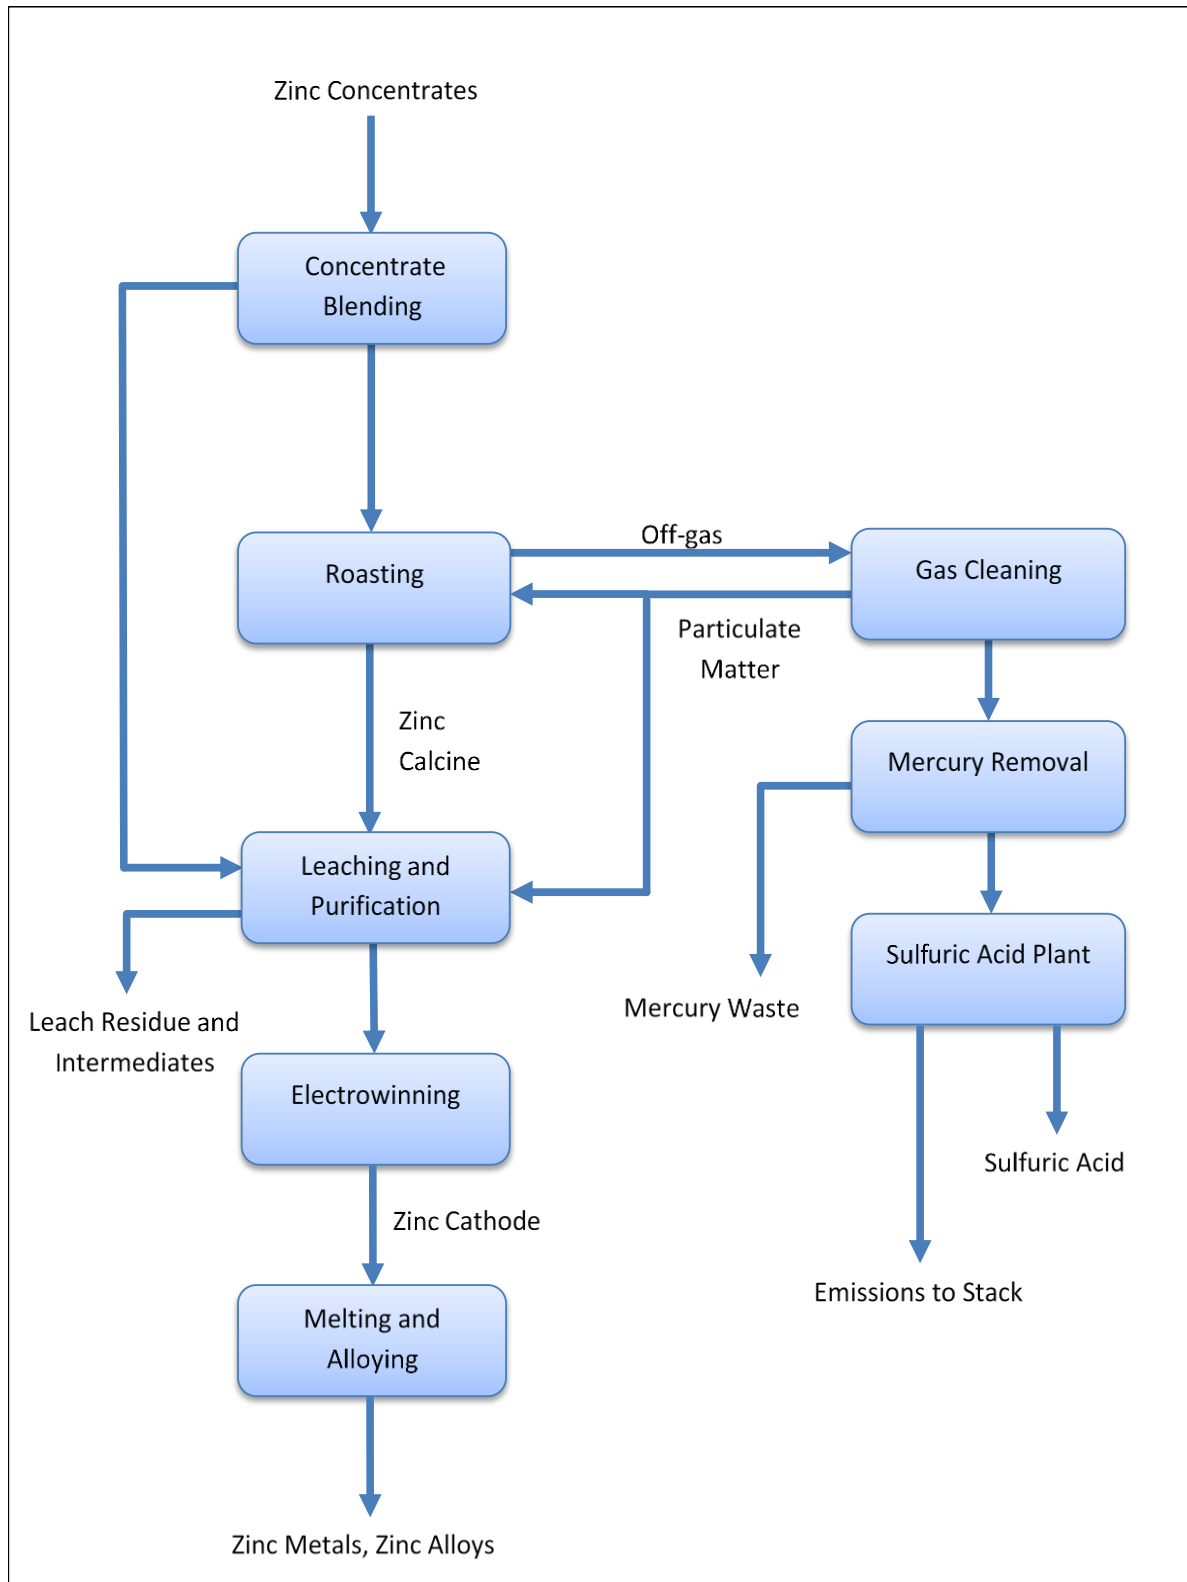 Zinc Concentrates
Concentrate
Blending
Off-gas
Roasting
Gas Cleaning
Particulate
Matter
Zinc
Calcine
Mercury Removal
Leaching and
Purification
Sulfuric Acid Plant
Mercury Waste
Leach Residue and
Intermediates
Electrowinning
Sulfuric Acid
Zinc Cathode
Emissions to Stack
Melting and
Alloying
Zinc Metals, Zinc Alloys